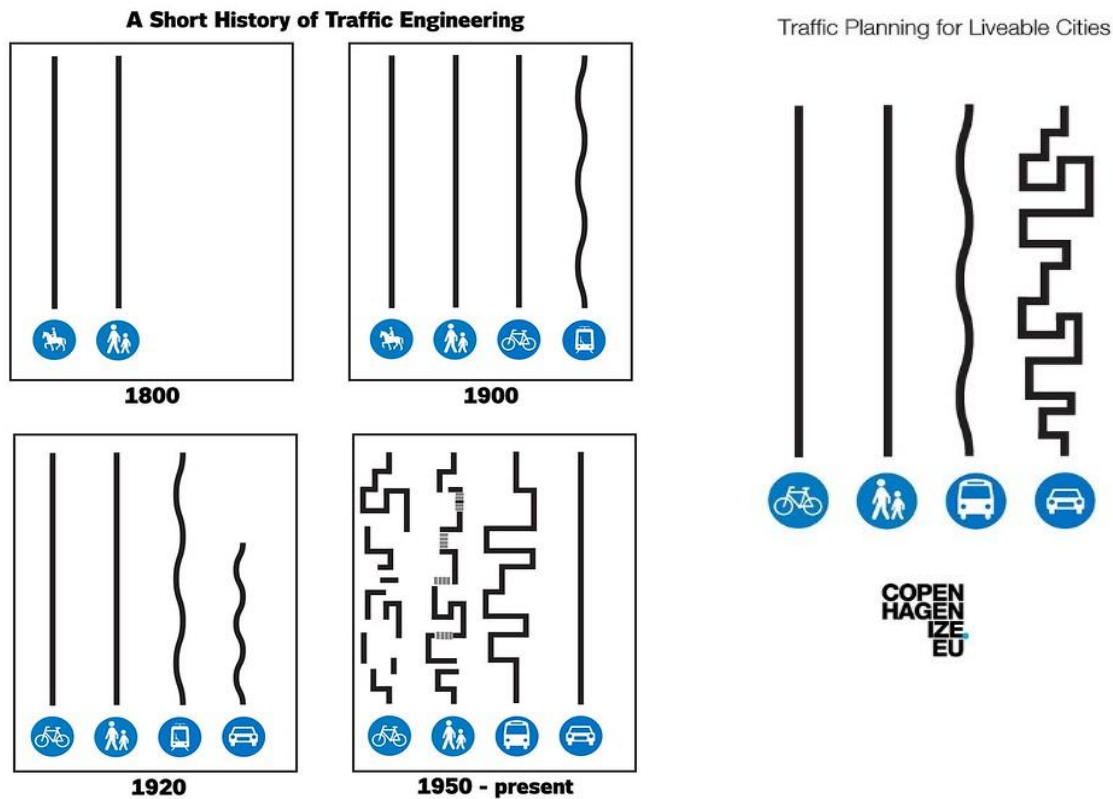 A Short History of Traffic Engineering
1800
1900
1920
1950 - present
Traffic Planning for Liveable Cities
COPEN
HAGEN
IZE.
EU